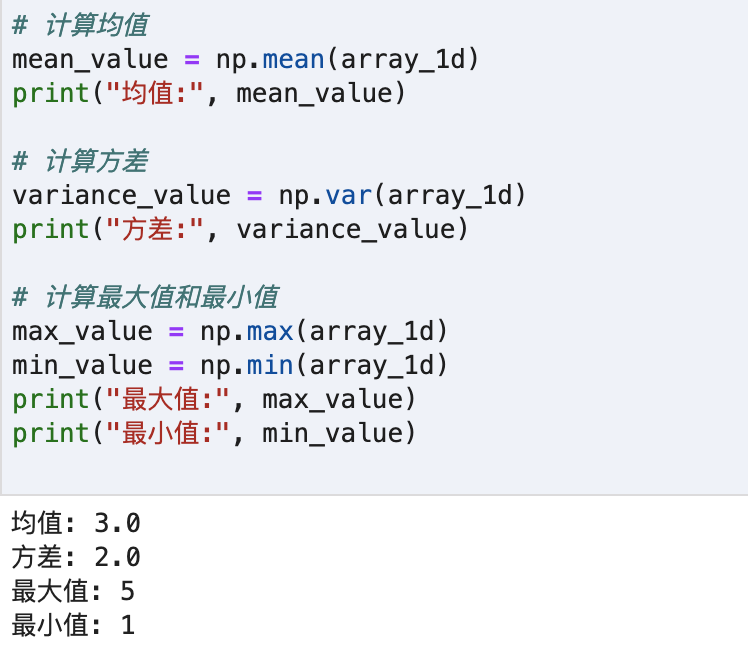 # 计算均值
mean_value = np.mean(array_1d)
print("均值:", mean_value)
# 计算方差
variance_value = np.var(array_1d)
print("方差:", variance_value)
# 计算最大值和最小值
max_value = np.max(array_1d)
min_value = np.min(array_1d)
print("最大值:", max_value)
print("最小值:", min_value)
均值: 3.0
方差: 2.0
最大值: 5
最小值: 1